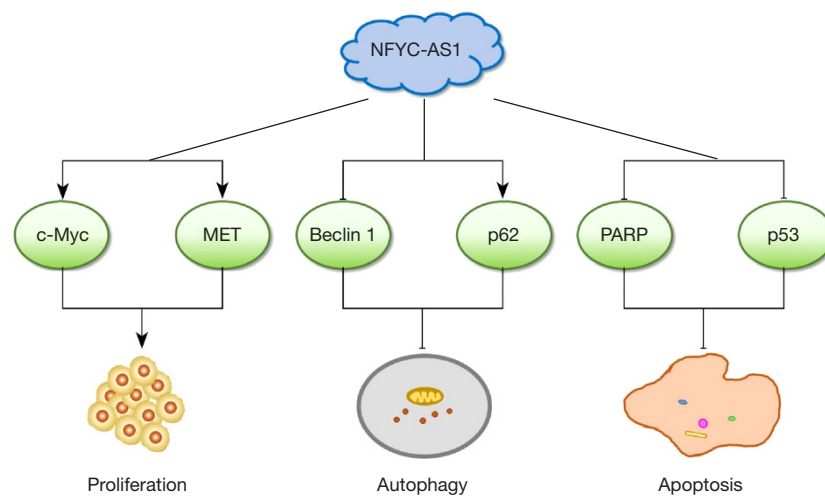 NFYC-AS1
c-Myc
MET
Beclin 1
p62
PARP
p53
Proliferation
Autophagy
Apoptosis